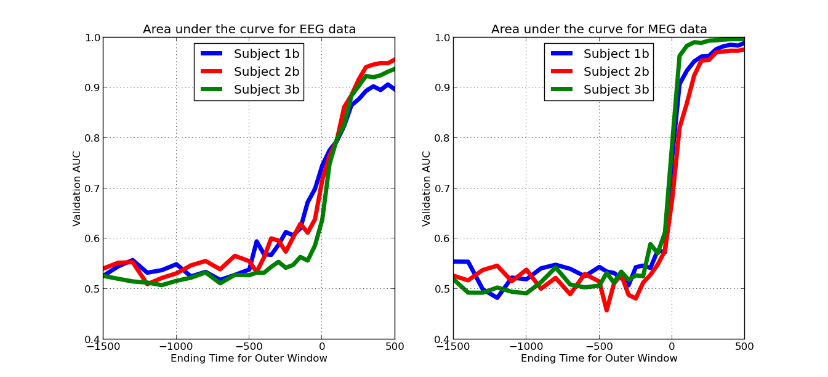 Area under the curve for EEG data
Subject 1b
Subject 2b
Subject 3b
Validation AUC
1.0
0.9
0.8
0.7
0.6
0.5
0.4
−1500
−1000
−500
0
500
Ending Time for Outer Window
Area under the curve for MEG data
Subject 1b
Subject 2b
Subject 3b
Validation AUC
1.0
0.9
0.8
0.7
0.6
0.5
0.4
−1500
−1000
−500
0
500
Ending Time for Outer Window